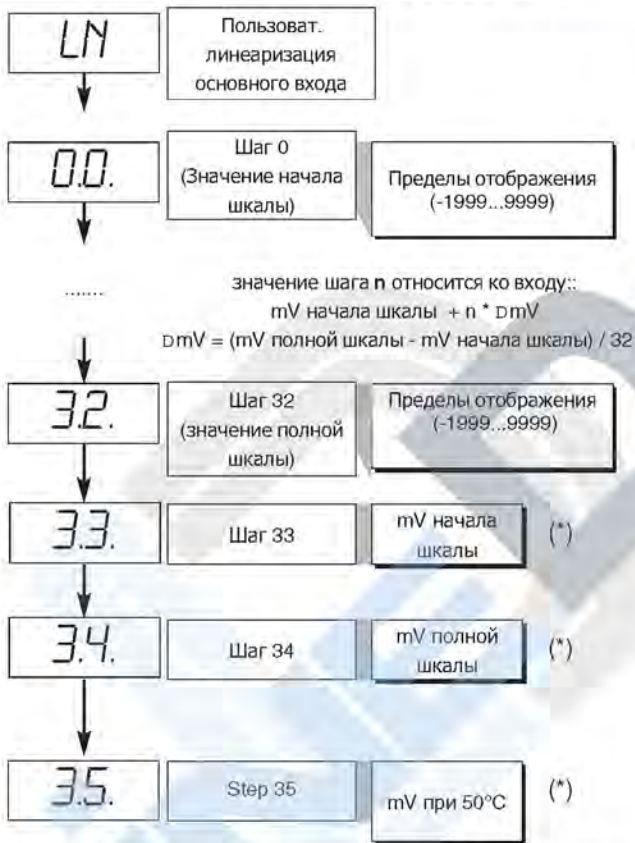 LN
Пользоват.
линеаризация
основного входа
0.0.
Шаг 0
(Значение начала
шкалы)
Пределы отображения
(-1999...9999)
.......
значение шага n относится ко входу::
mV начала шкалы + n * DmV
DmV = (mV полной шкалы - mV начала шкалы) / 32
3.2.
Шаг 32
(значение полной
шкалы)
Пределы отображения
(-1999...9999)
3.3.
Шаг 33
mV начала
шкалы
(*)
3.4.
Шаг 34
mV полной
шкалы
(*)
3.5.
Step 35
mV при 50°C
(*)